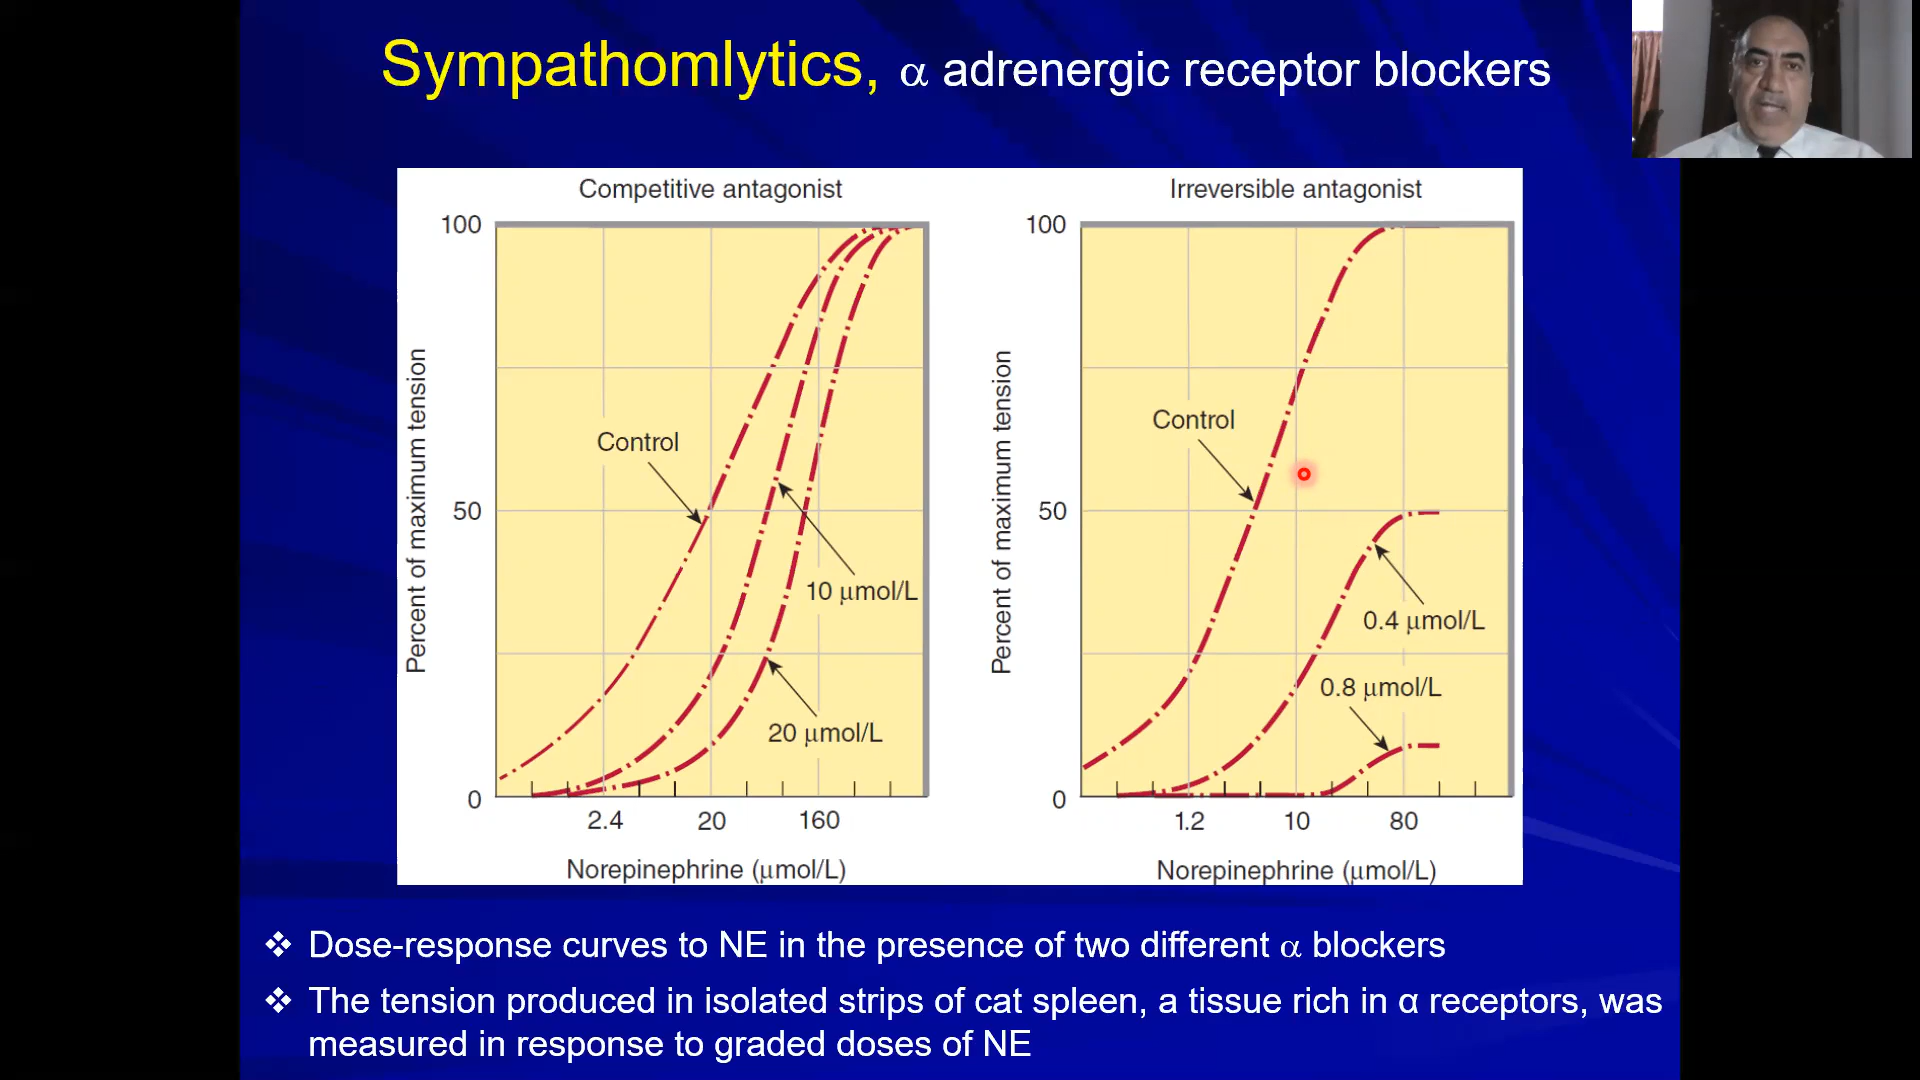 Sympathomlytics, α adrenergic receptor blockers
Competitive antagonist
100
50
0
Percent of maximum tension
Control
10 μmol/L
20 μmol/L
2.4 20 160
Norepinephrine (μmol/L)
Irreversible antagonist
100
50
0
Percent of maximum tension
Control
0.4 μmol/L
0.8 μmol/L
1.2 10 80
Norepinephrine (μmol/L)
❖ Dose-response curves to NE in the presence of two different α blockers
❖ The tension produced in isolated strips of cat spleen, a tissue rich in α receptors, was
measured in response to graded doses of NE